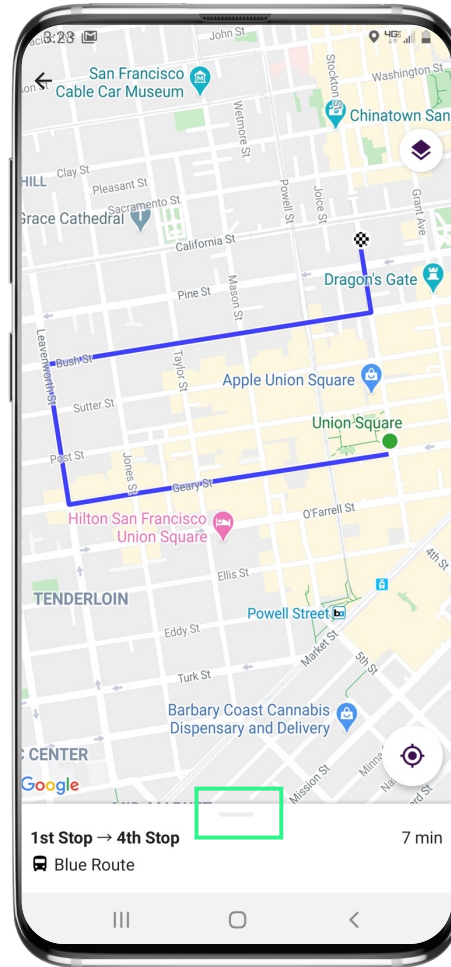 3:23
4GE
John St
San Francisco
Cable Car Museum
Washington St
Stockton S
Wetmore St
Chinatown San
Clay St
HILL
Pleasant St
Sacramento St
Powell St
Joice St
Grant Ave
Grace Cathedral
California St
Dragon's Gate
Pine St
Mason St
Leavenworth St
Bush St
Taylor St
Apple Union Square
Sutter St
Union Square
Post St
Jones St
Geary St
Hilton San Francisco
Union Square
O'Farrell St
4th St
Ellis St
TENDERLOIN
Powell Street
Eddy St
Market St
5th St
Turk St
Barbary Coast Cannabis
Dispensary and Delivery
CENTER
Minna
Mission St
Google
1st Stop → 4th Stop
7 min
Blue Route